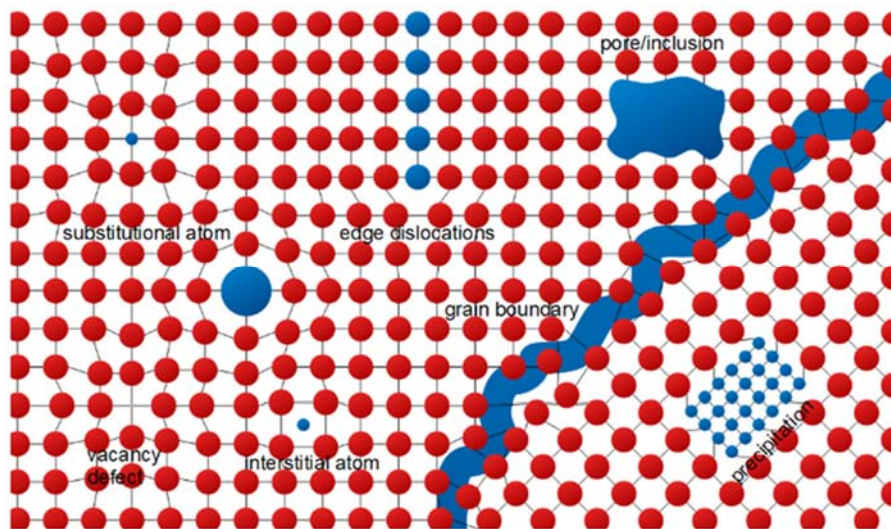 pore/inclusion
substitutional atom
edge dislocations
grain boundary
vacancy
defect
interstitial atom
precipitation